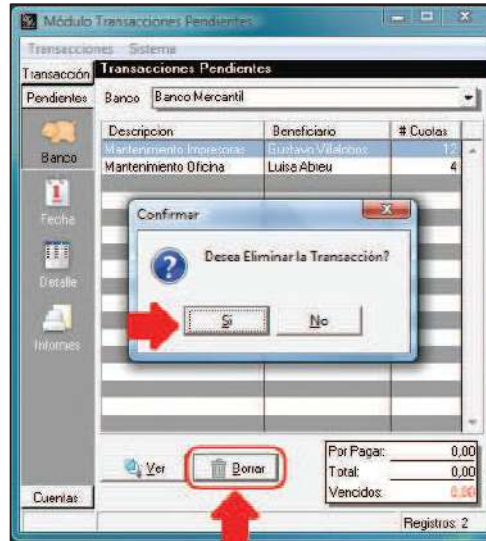 Módulo Transacciones Pendientes
Transacciones Sistema
Transacción Transacciones Pendientes
Pendientes Banco Banco Mercantil
Descripcion Beneficiario # Cuotas
Mantenimiento Impresoras Gustavo Villalobos 12
Mantenimiento Oficina Luisa Abreu 4
Banco
Fecha
Detalle
Informes
Confirmar
Desea Eliminar la Transacción?
Si No
Ver Borrar
Por Pagar: 0,00
Total: 0,00
Vencidos: 0,00
Cuentas
Registros: 2